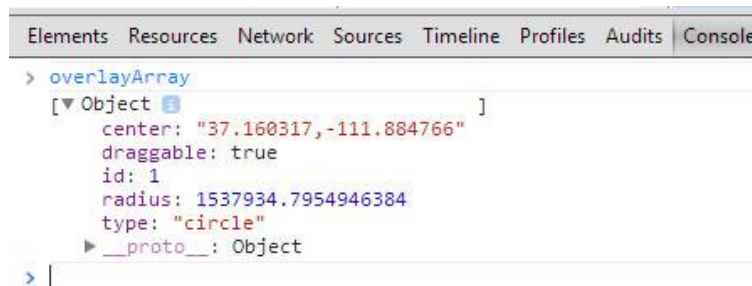 Elements Resources Network Sources Timeline Profiles Audits Console
> overlayArray
[▼ Object i ]
center: "37.160317,-111.884766"
draggable: true
id: 1
radius: 1537934.7954946384
type: "circle"
▶ __proto__: Object
>